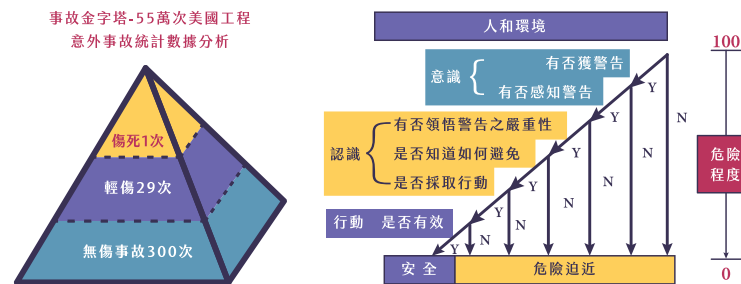 事故金字塔-55萬次美國工程
意外事故統計數據分析
傷死1次
輕傷29次
無傷事故300次
人和環境
意識
有否獲警告
有否感知警告
認識
有否領悟警告之嚴重性
是否知道如何避免
是否採取行動
行動 是否有效
Y
N
Y
N
Y
N
Y
N
Y
N
Y
N
安全
危險迫近
100
危險
程度
0